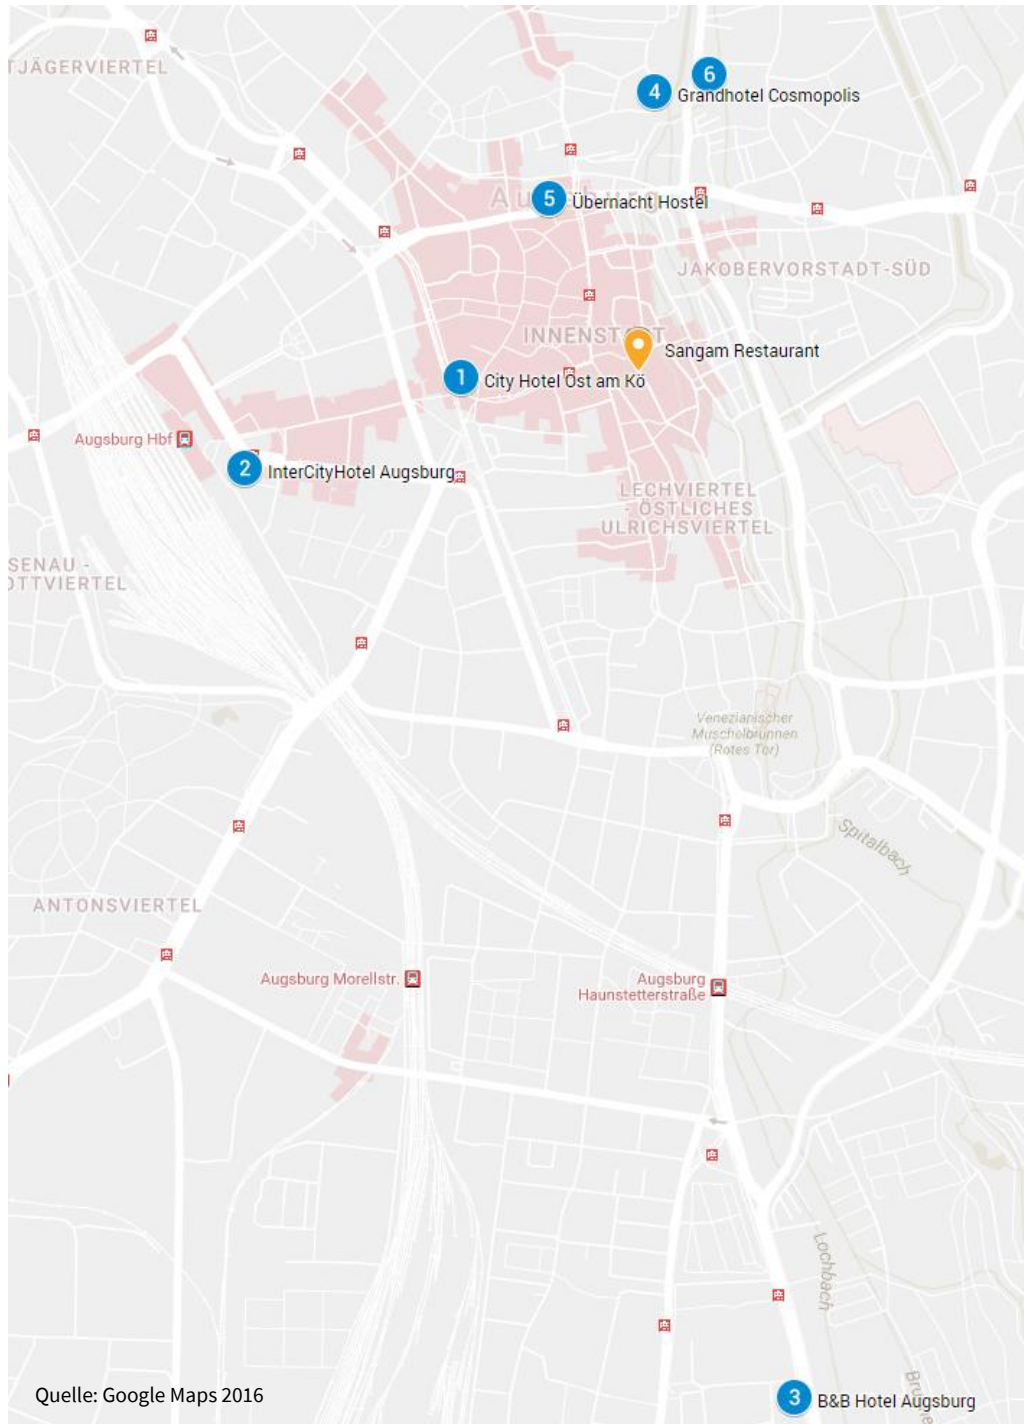 TJÄGERVIERTEL
6
4
Grandhotel Cosmopolis
5
Übernacht Hostel
JAKOBERVORSTADT-SÜD
INNENST
Sangam Restaurant
1
City Hotel Ost am Kö
Augsburg Hbf
2
InterCityHotel Augsburg
LECHVIERTEL
- ÖSTLICHES
ULRICHSVIERTEL
SENAU -
OTTVIERTEL
Venezianischer
Muschelbrunnen
(Rotes Tor)
Spitalbach
ANTONSVIERTEL
Augsburg Morellstr.
Augsburg
Haunstetterstraße
Lochbach
Quelle: Google Maps 2016
3
B&B Hotel Augsburg